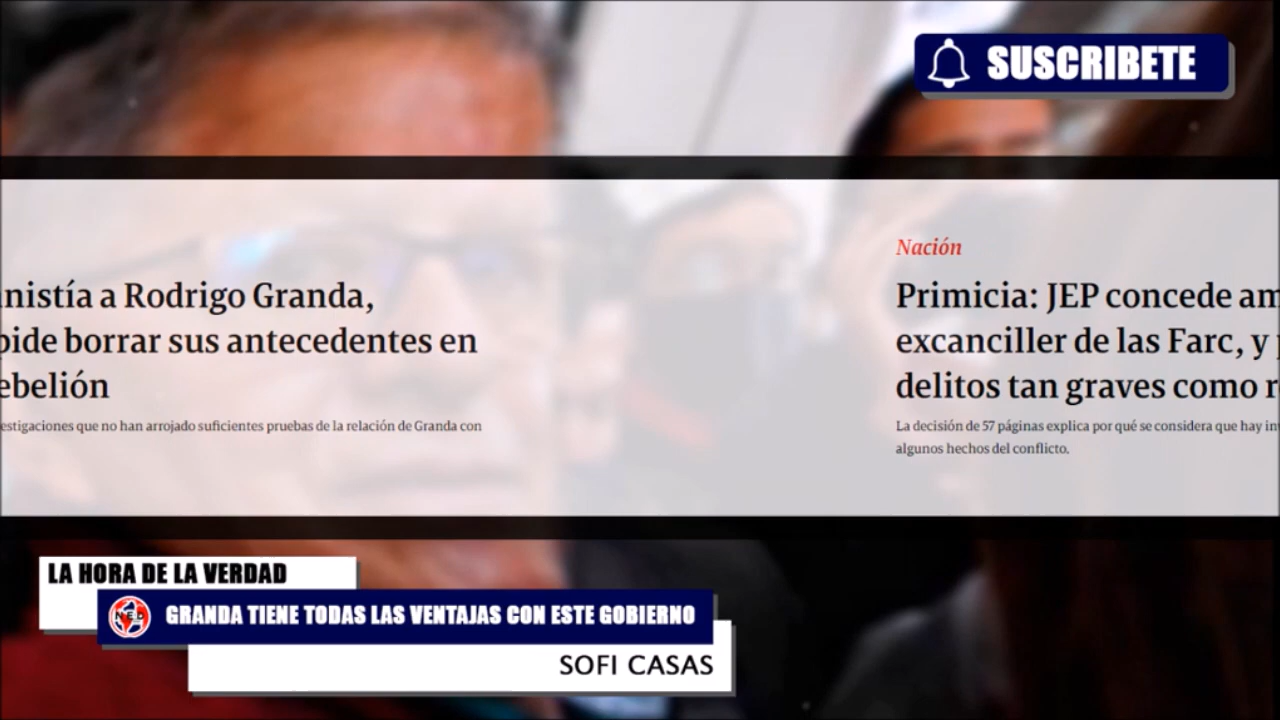 SUSCRIBETE
nistía a Rodrigo Granda,
pide borrar sus antecedentes en
ebelión
estigaciones que no han arrojado suficientes pruebas de la relación de Granda con
Nación
Primicia: JEP concede am
excanciller de las Farc, y p
delitos tan graves como r
La decisión de 57 páginas explica por qué se considera que hay in
algunos hechos del conflicto.
LA HORA DE LA VERDAD
GRANDA TIENE TODAS LAS VENTAJAS CON ESTE GOBIERNO
SOFI CASAS